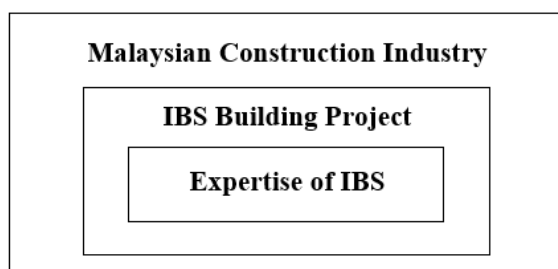 Malaysian Construction Industry
IBS Building Project
Expertise of IBS